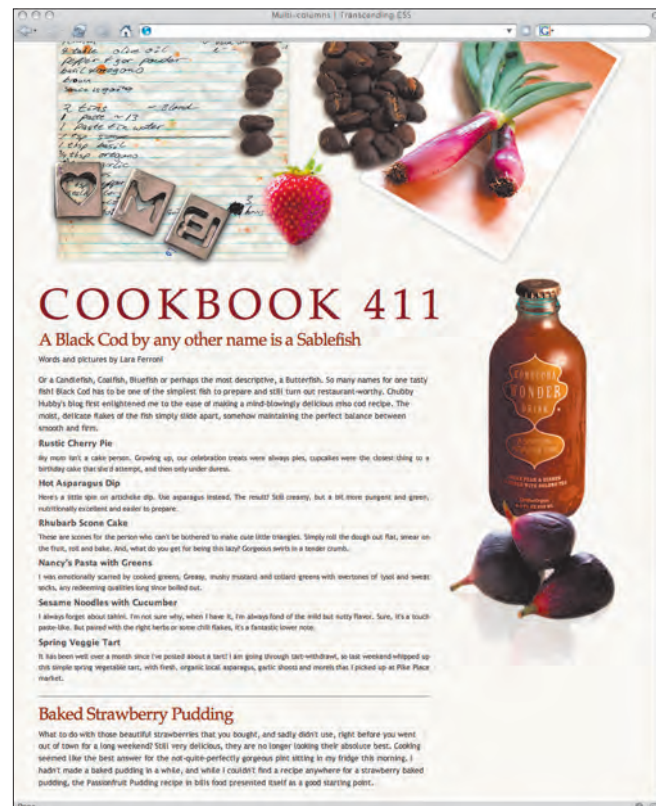 Multi-columns | Transcending CSS
olive oil
pepper
2 tins
1 paste
water
1 tsp basil
ME
COOKBOOK 411
A Black Cod by any other name is a Sablefish
Words and pictures by Lara Ferroni
Or a Candlefish, Coalfish, Bluefish or perhaps the most descriptive, a Butterfish. So many names for one tasty
fish! Black Cod has to be one of the simplest fish to prepare and still turn out restaurant-worthy. Chubby
Hubby's blog first enlightened me to the ease of making a mind-blowingly delicious miso cod recipe. The
moist, delicate flakes of the fish simply slide apart, somehow maintaining the perfect balance between
smooth and firm.
Rustic Cherry Pie
My mom isn't a cake person. Growing up, our celebration treats were always pies, cupcakes were the closest thing to a
birthday cake that she'd attempt, and then only under duress.
Hot Asparagus Dip
Here's a little spin on artichoke dip. Use asparagus instead. The result? Still creamy, but a bit more pungent and green,
nutritionally excellent and easier to prepare.
Rhubarb Scone Cake
These are scones for the person who can't be bothered to make cute little triangles. Simply roll the dough out flat, smear on
the fruit, roll and bake. And, what do you get for being this lazy? Gorgeous swirls in a tender crumb.
Nancy's Pasta with Greens
I was emotionally scarred by cooked greens. Greasy, mushy mustard and collard greens with overtones of lysol and sweat
socks, any redeeming qualities long since boiled out.
Sesame Noodles with Cucumber
I always forget about tahini. I'm not sure why, when I have it, I'm always fond of the mild but nutty flavor. Sure, it's a touch
paste-like. But paired with the right herbs or some chili flakes, it's a fantastic lower note.
Spring Veggie Tart
It has been well over a month since I've posted about a tart! I am going through tart-withdrawl, so last weekend whipped up
this simple spring vegetable tart, with fresh, organic local asparagus, garlic shoots and morels that I picked up at Pike Place
market.
Baked Strawberry Pudding
What to do with those beautiful strawberries that you bought, and sadly didn't use, right before you went
out of town for a long weekend? Still very delicious, they are no longer looking their absolute best. Cooking
seemed like the best answer for the not-quite-perfectly gorgeous pint sitting in my fridge this morning. I
hadn't made a baked pudding in a while, and while I couldn't find a recipe anywhere for a strawberry baked
pudding, the Passionfruit Pudding recipe in bills food presented itself as a good starting point.
WONDER
DRINK
Done